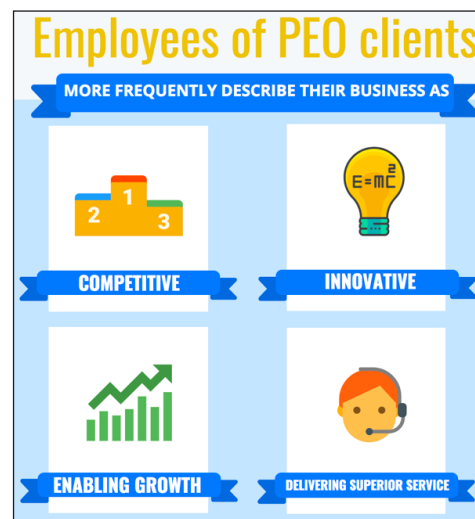 Employees of PEO clients
MORE FREQUENTLY DESCRIBE THEIR BUSINESS AS
2 1 3
E=mc²
COMPETITIVE
INNOVATIVE
ENABLING GROWTH
DELIVERING SUPERIOR SERVICE